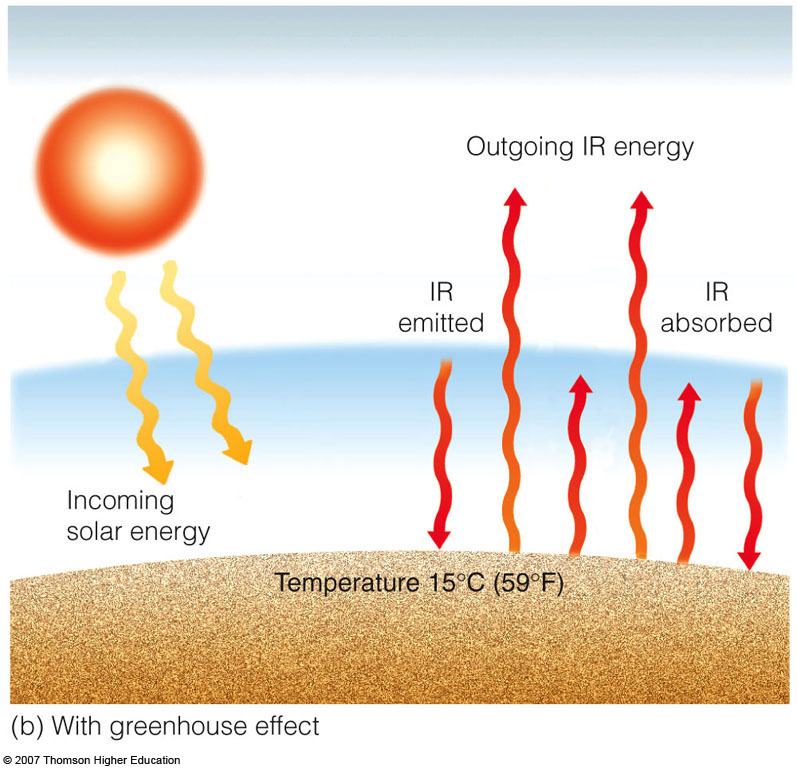 Outgoing IR energy
IR
emitted
IR
absorbed
Incoming
solar energy
Temperature 15°C (59°F)
(b) With greenhouse effect
© 2007 Thomson Higher Education